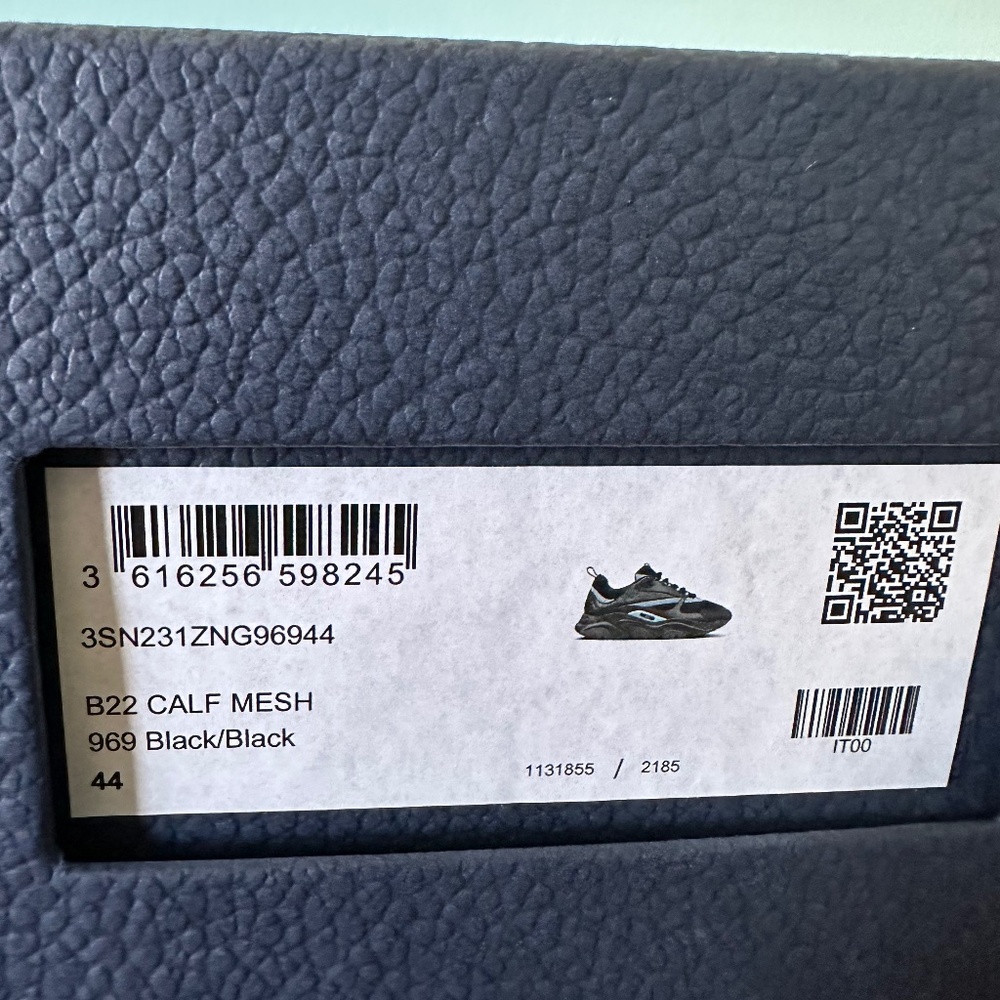 3 616256 598245
3SN231ZNG96944
B22 CALF MESH
969 Black/Black
44
1131855 / 2185
IT00